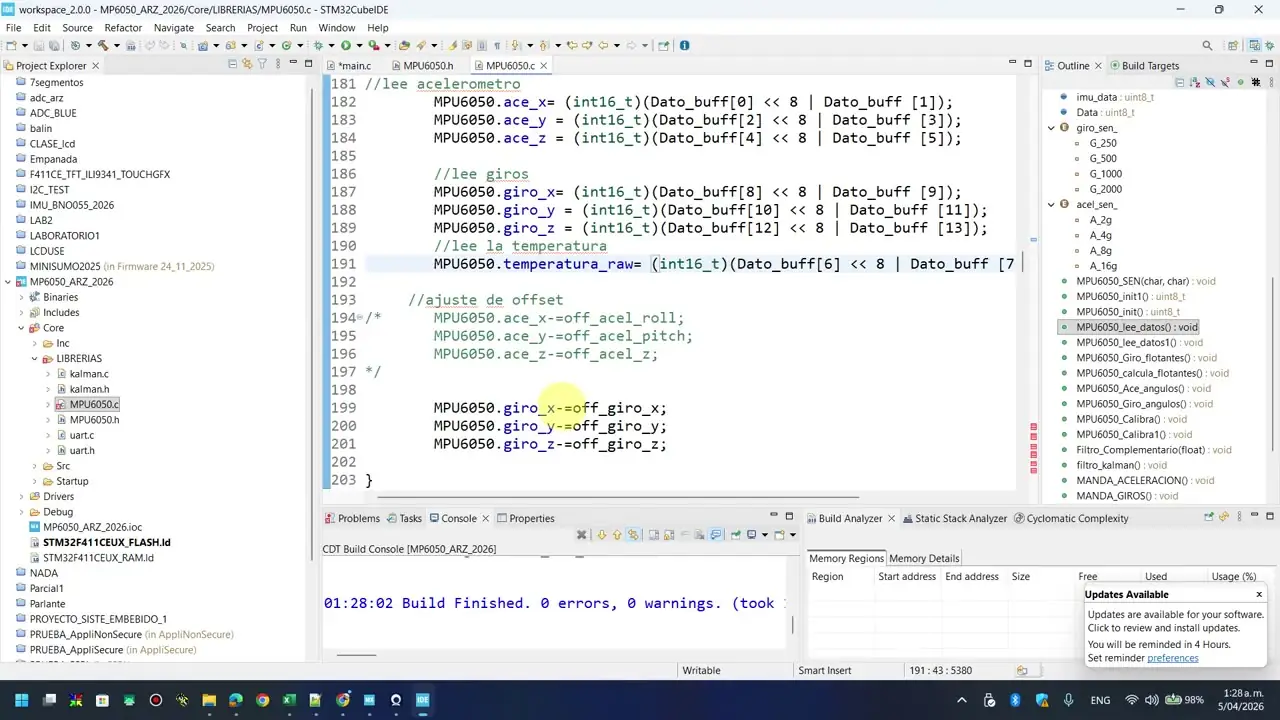 workspace_2.0.0 - MP6050_ARZ_2026/Core/LIBRERIAS/MPU6050.c - STM32CubeIDE
File Edit Source Refactor Navigate Search Project Run Window Help
Project Explorer
7segmentos
adc_arz
ADC_BLUE
balin
CLASE_lcd
Empanada
F411CE_TFT_ILI9341_TOUCHGFX
I2C_TEST
IMU_BNO055_2026
LAB2
LABORATORIO1
LCDUSE
MINISUMO2025 (in Firmware 24_11_2025)
MP6050_ARZ_2026
Binaries
Includes
Core
Inc
LIBRERIAS
kalman.c
kalman.h
MPU6050.c
MPU6050.h
uart.c
uart.h
Src
Startup
Drivers
Debug
MP6050_ARZ_2026.ioc
STM32F411CEUX_FLASH.ld
STM32F411CEUX_RAM.ld
NADA
Parcial1
Parlante
PROYECTO_SISTE_EMBEBIDO_1
PRUEBA_AppliNonSecure (in AppliNonSecure)
PRUEBA_AppliSecure (in AppliSecure)
*main.c MPU6050.h MPU6050.c
181 //lee acelerometro
182 MPU6050.ace_x= (int16_t)(Dato_buff[0] << 8 | Dato_buff [1]);
183 MPU6050.ace_y = (int16_t)(Dato_buff[2] << 8 | Dato_buff [3]);
184 MPU6050.ace_z = (int16_t)(Dato_buff[4] << 8 | Dato_buff [5]);
185
186 //lee giros
187 MPU6050.giro_x= (int16_t)(Dato_buff[8] << 8 | Dato_buff [9]);
188 MPU6050.giro_y = (int16_t)(Dato_buff[10] << 8 | Dato_buff [11]);
189 MPU6050.giro_z = (int16_t)(Dato_buff[12] << 8 | Dato_buff [13]);
190 //lee la temperatura
191 MPU6050.temperatura_raw= (int16_t)(Dato_buff[6] << 8 | Dato_buff [7
192
193 //ajuste de offset
194 /* MPU6050.ace_x-=off_acel_roll;
195 MPU6050.ace_y-=off_acel_pitch;
196 MPU6050.ace_z-=off_acel_z;
197 */
198
199 MPU6050.giro_x-=off_giro_x;
200 MPU6050.giro_y-=off_giro_y;
201 MPU6050.giro_z-=off_giro_z;
202
203 }
Outline Build Targets
imu_data : uint8_t
Data : uint8_t
giro_sen_
G_250
G_500
G_1000
G_2000
acel_sen_
A_2g
A_4g
A_8g
A_16g
MPU6050_SEN(char, char) : void
MPU6050_init1() : uint8_t
MPU6050_init() : uint8_t
MPU6050_lee_datos() : void
MPU6050_lee_datos1() : void
MPU6050_Giro_flotantes() : void
MPU6050_calcula_flotantes() : void
MPU6050_Ace_angulos() : void
MPU6050_Giro_angulos() : void
MPU6050_Calibra() : void
MPU6050_Calibra1() : void
Filtro_Complementario(float) : void
filtro_kalman() : void
MANDA_ACELERACION() : void
MANDA_GIROS() : void
Problems Tasks Console Properties
CDT Build Console [MP6050_ARZ_2026]
01:28:02 Build Finished. 0 errors, 0 warnings. (took
Build Analyzer Static Stack Analyzer Cyclomatic Complexity
Memory Regions Memory Details
Region Start address End address Size Free Used Usage (%)
Updates Available
Updates are available for your software.
Click to review and install updates.
You will be reminded in 4 Hours.
Set reminder preferences
Writable Smart Insert 191 : 43 : 5380
ENG 98% 1:28 a.m.
5/04/2026